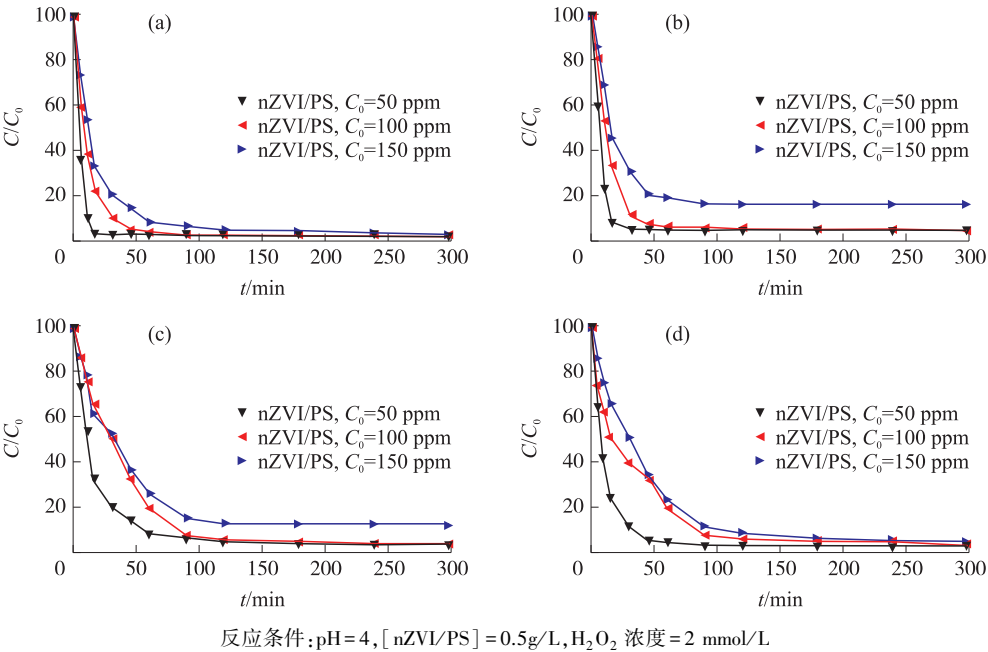 (a)
C/C₀
100
80
60
40
20
0
50
100
150
200
250
300
t/min
nZVI/PS, C₀=50 ppm
nZVI/PS, C₀=100 ppm
nZVI/PS, C₀=150 ppm
(b)
C/C₀
100
80
60
40
20
0
50
100
150
200
250
300
t/min
nZVI/PS, C₀=50 ppm
nZVI/PS, C₀=100 ppm
nZVI/PS, C₀=150 ppm
(c)
C/C₀
100
80
60
40
20
0
50
100
150
200
250
300
t/min
nZVI/PS, C₀=50 ppm
nZVI/PS, C₀=100 ppm
nZVI/PS, C₀=150 ppm
(d)
C/C₀
100
80
60
40
20
0
50
100
150
200
250
300
t/min
nZVI/PS, C₀=50 ppm
nZVI/PS, C₀=100 ppm
nZVI/PS, C₀=150 ppm
反应条件:pH=4,[nZVI/PS]=0.5g/L,H₂O₂ 浓度=2 mmol/L